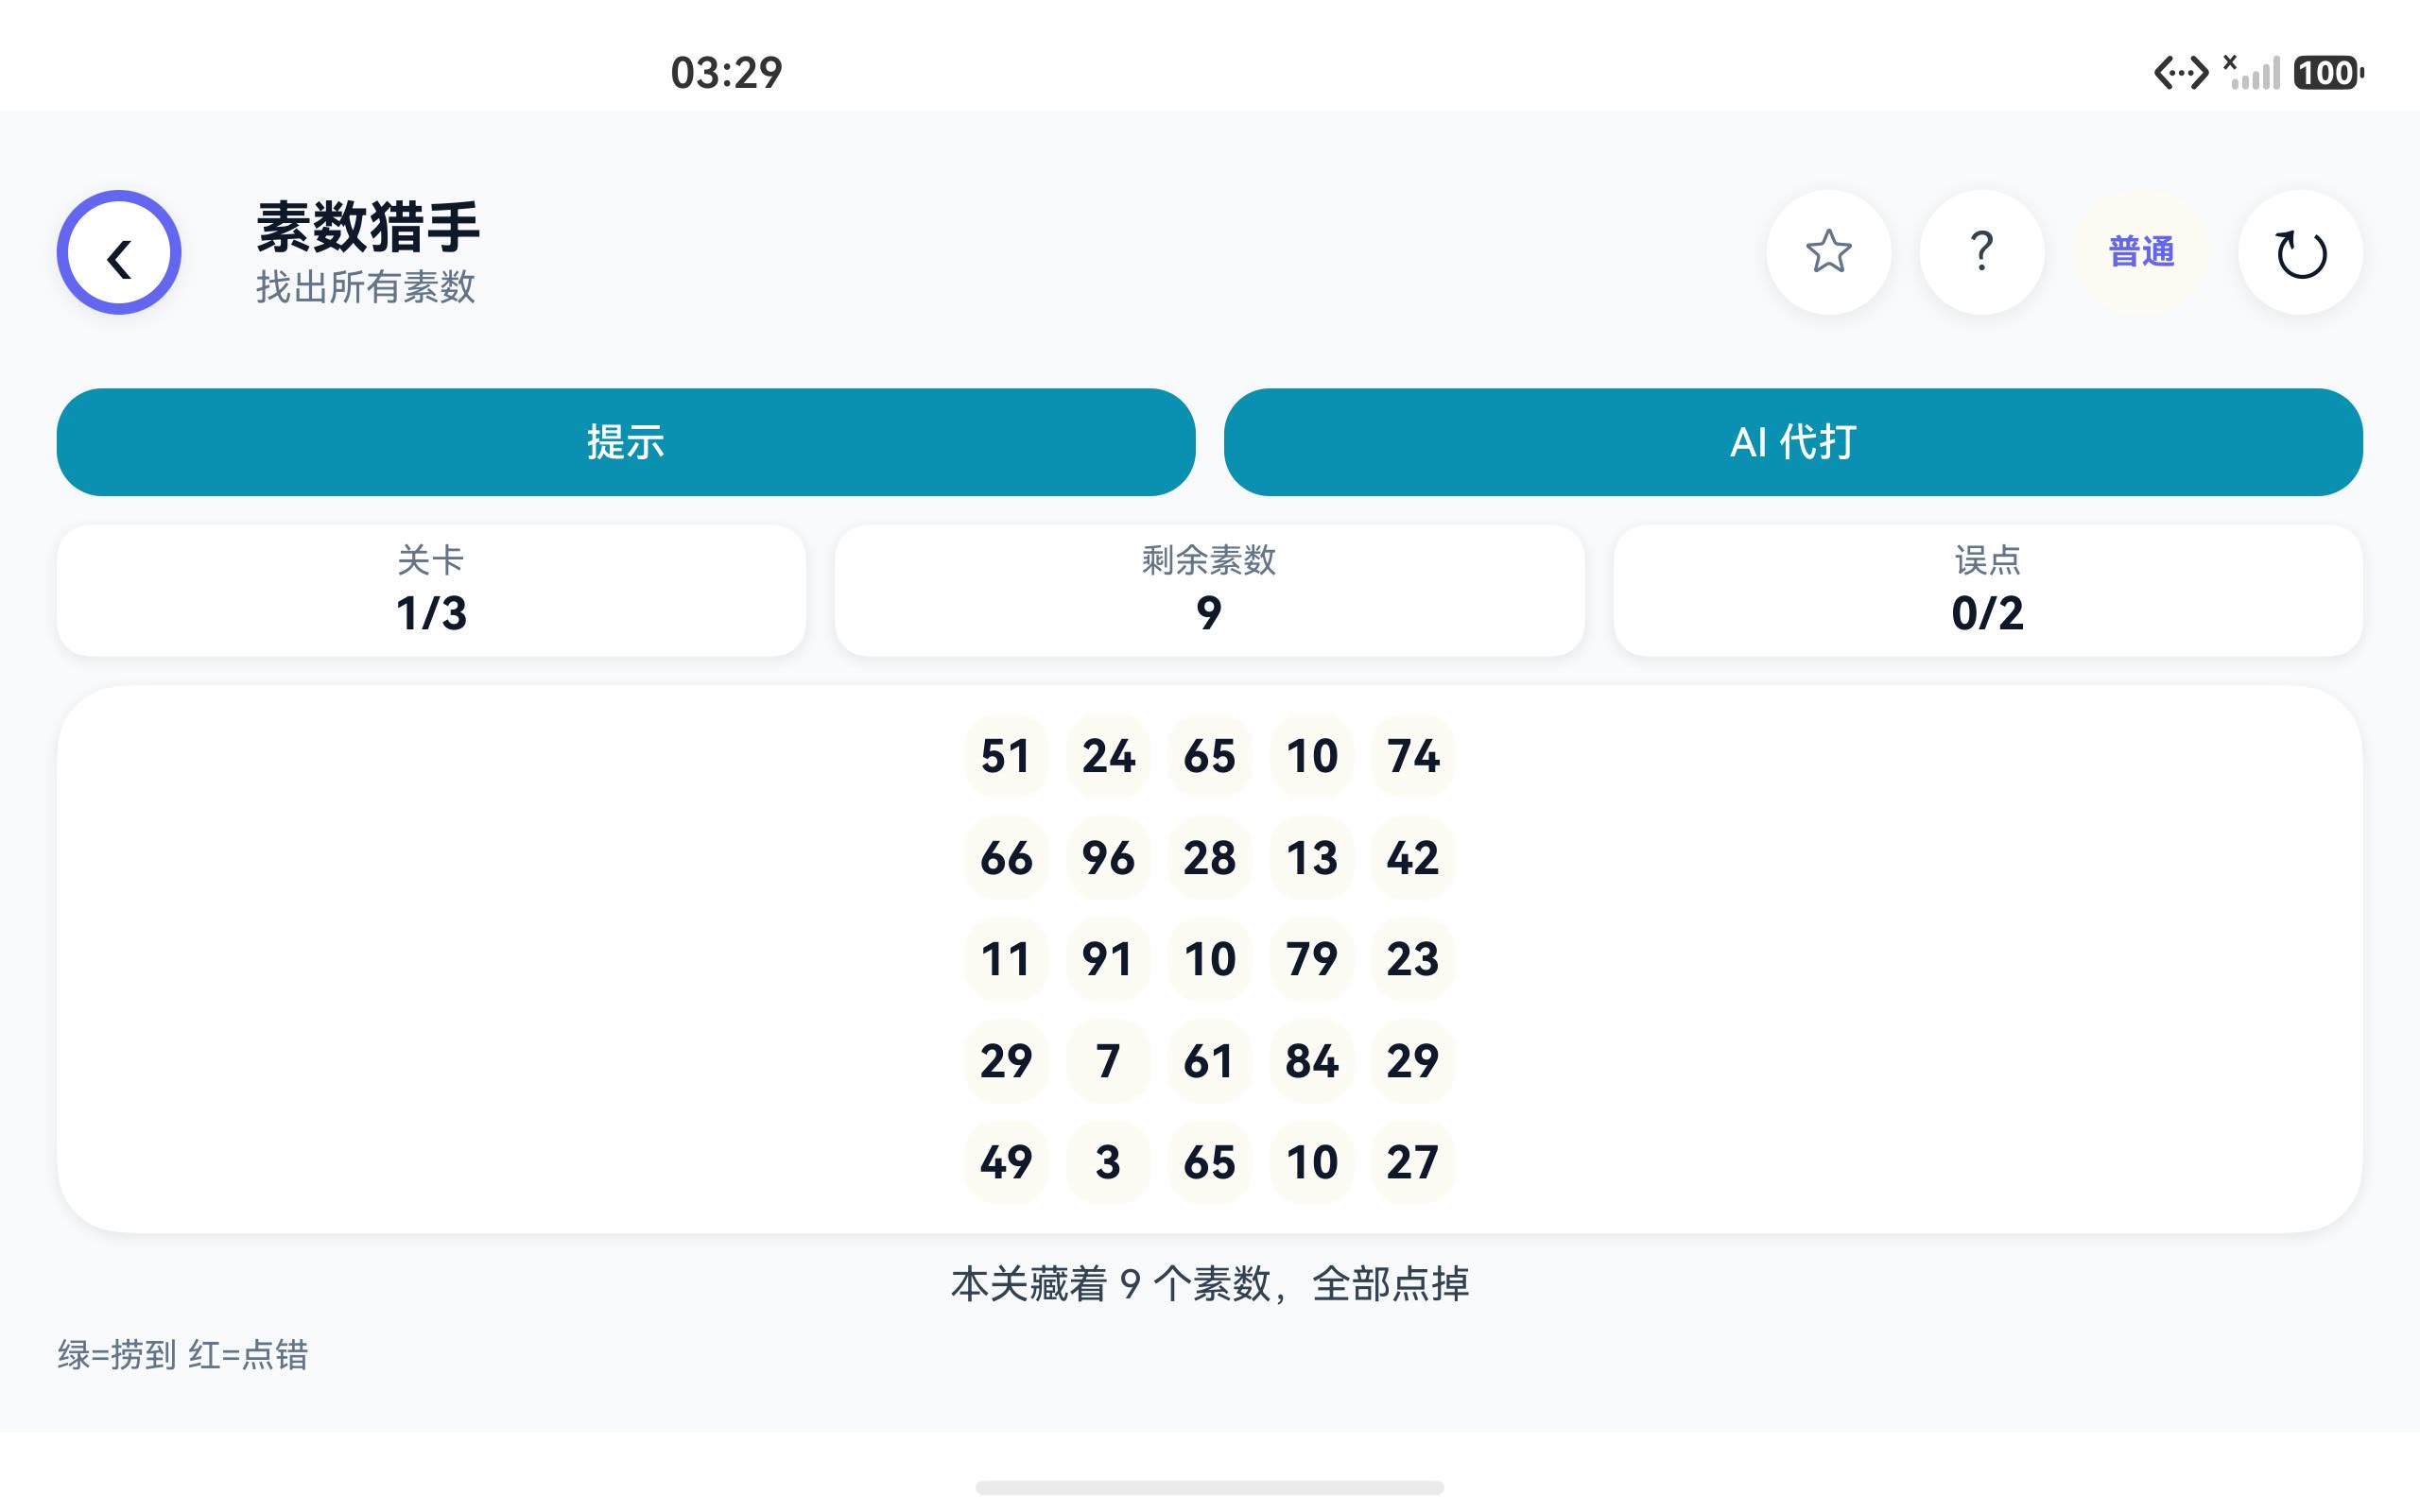 03:29
100
素数猎手
找出所有素数
?
普通
提示
AI 代打
关卡
1/3
剩余素数
9
误点
0/2
51 24 65 10 74
66 96 28 13 42
11 91 10 79 23
29 7 61 84 29
49 3 65 10 27
本关藏着 9 个素数，全部点掉
绿=捞到 红=点错